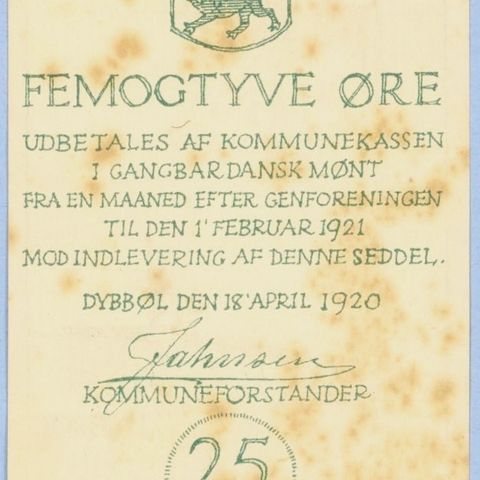 FEMOGTYVE ØRE
UDBETALES AF KOMMUNEKASSEN
I GANGBAR DANSK MØNT
FRA EN MAANED EFTER GENFORENINGEN
TIL DEN 1' FEBRUAR 1921
MOD INDLEVERING AF DENNE SEDDEL.
DYBBØL DEN 18' APRIL 1920
Jahnsen
KOMMUNEFORSTANDER
25